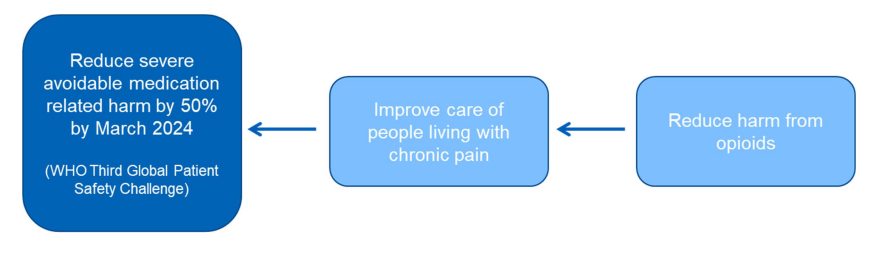 Reduce severe
avoidable medication
related harm by 50%
by March 2024
(WHO Third Global Patient
Safety Challenge)
Improve care of
people living with
chronic pain
Reduce harm from
opioids